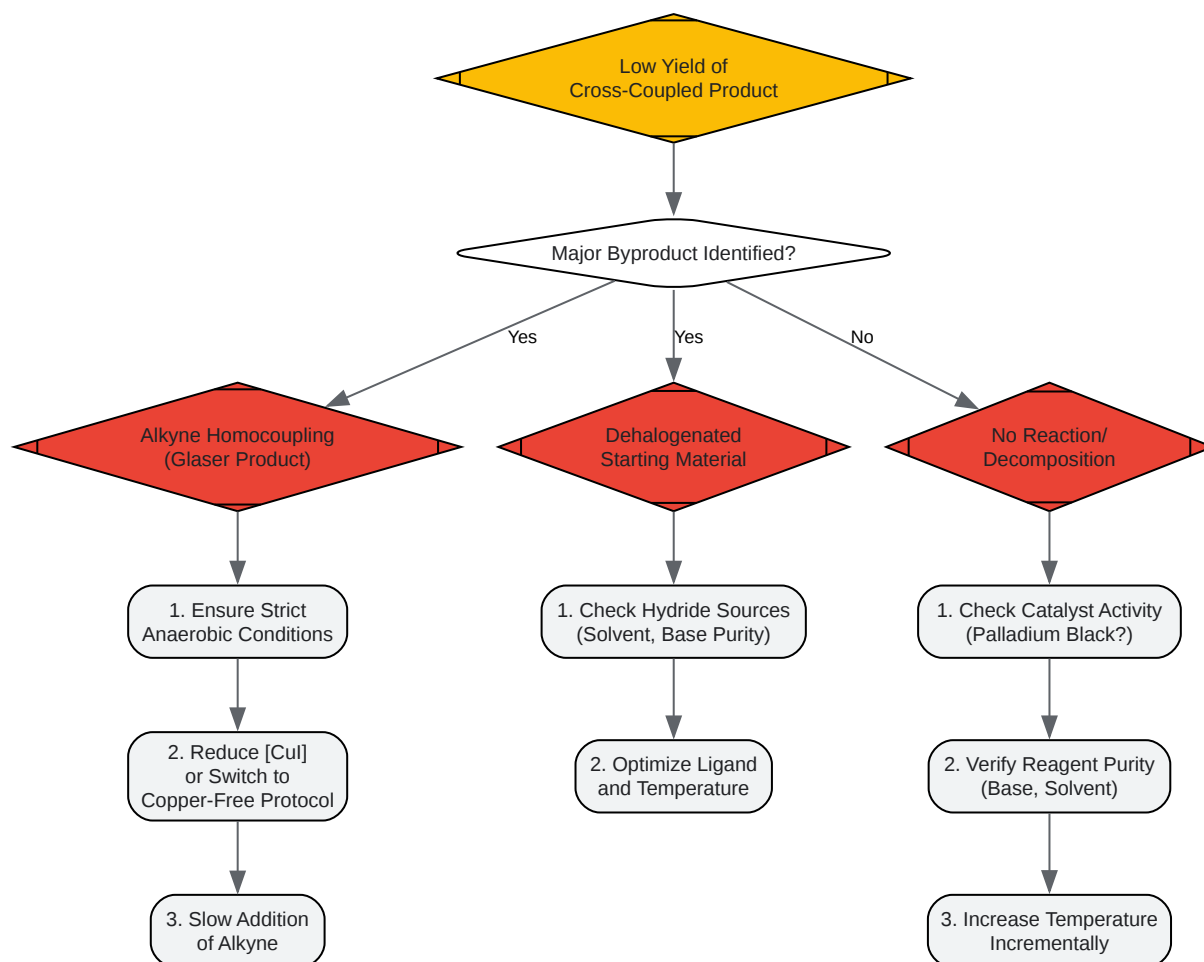 Low Yield of
Cross-Coupled Product
Major Byproduct Identified?
Yes
Yes
No
Alkyne Homocoupling
(Glaser Product)
Dehalogenated
Starting Material
No Reaction/
Decomposition
1. Ensure Strict
Anaerobic Conditions
1. Check Hydride Sources
(Solvent, Base Purity)
1. Check Catalyst Activity
(Palladium Black?)
2. Reduce [CuI]
or Switch to
Copper-Free Protocol
2. Optimize Ligand
and Temperature
2. Verify Reagent Purity
(Base, Solvent)
3. Slow Addition
of Alkyne
3. Increase Temperature
Incrementally